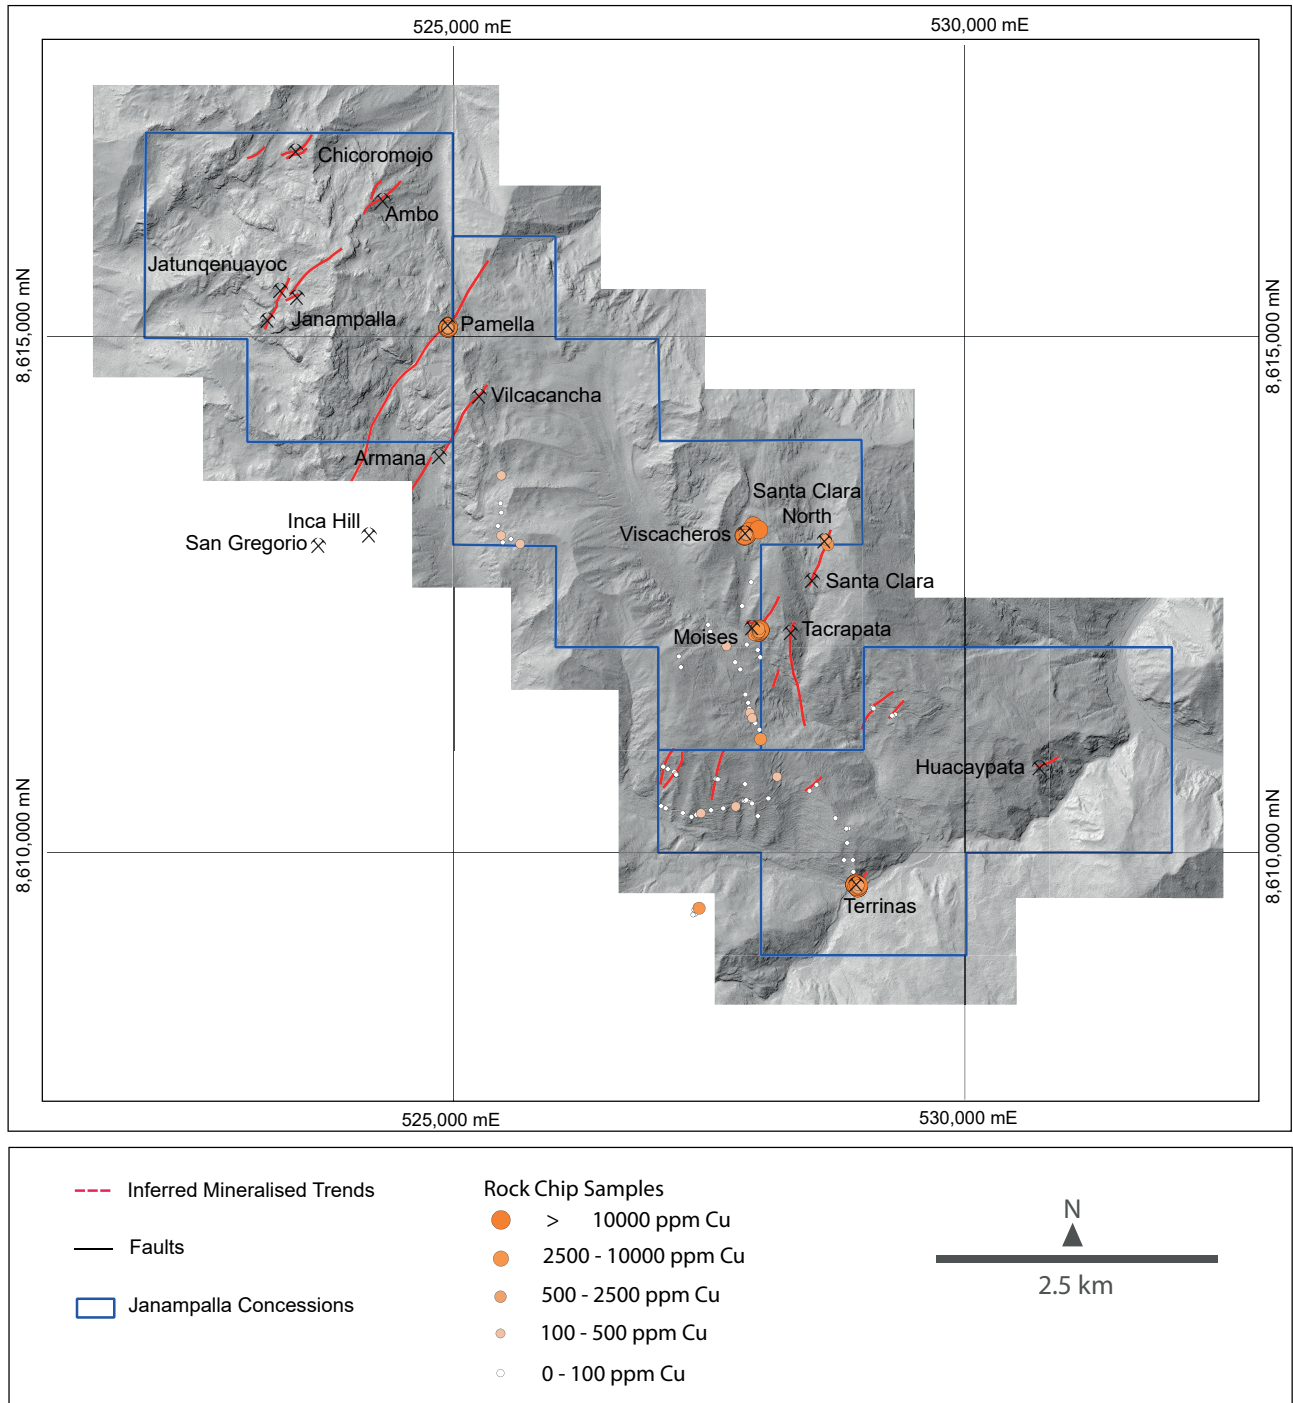 525,000 mE
530,000 mE
8,615,000 mN
8,615,000 mN
8,610,000 mN
8,610,000 mN
Chicoromojo
Ambo
Jatunqenuayoc
Janampalla
Pamella
Vilcacancha
Armana
Inca Hill
San Gregorio
Santa Clara
North
Viscacheros
Santa Clara
Moises
Tacrapata
Huacaypata
Terrinas
525,000 mE
530,000 mE
Inferred Mineralised Trends
Faults
Janampalla Concessions
Rock Chip Samples
> 10000 ppm Cu
2500 - 10000 ppm Cu
500 - 2500 ppm Cu
100 - 500 ppm Cu
0 - 100 ppm Cu
N
2.5 km